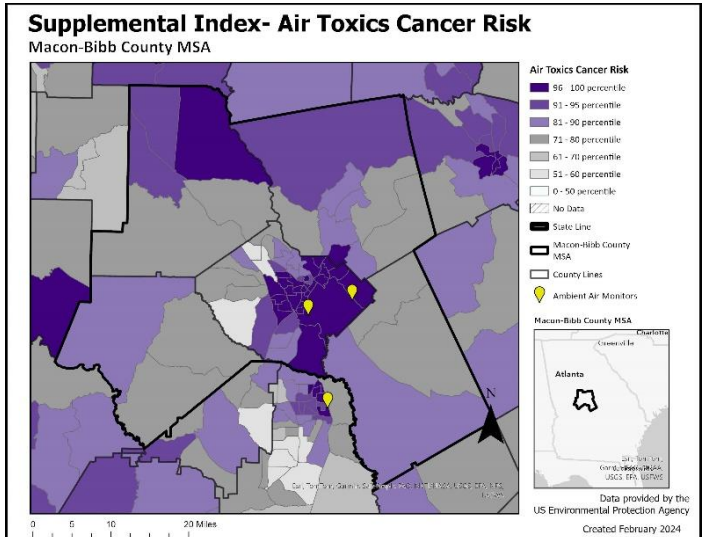 Supplemental Index- Air Toxics Cancer Risk
Macon-Bibb County MSA
Air Toxics Cancer Risk
96 - 100 percentile
91 - 95 percentile
81 - 90 percentile
71 - 80 percentile
61 - 70 percentile
51 - 60 percentile
0 - 50 percentile
No Data
State Line
Macon-Bibb County
MSA
County Lines
Ambient Air Monitors
N
Macon-Bibb County MSA
Charlotte
Greenville
Atlanta
USGS, EPA, USFWS
0 5 10 20 Miles
Data provided by the
US Environmental Protection Agency
Created February 2024